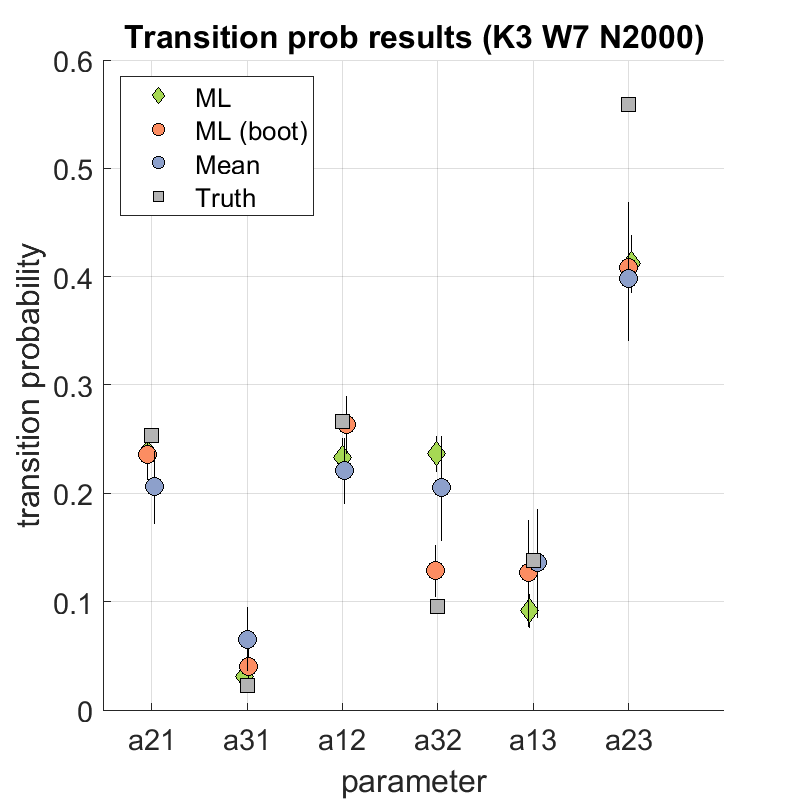 Transition prob results (K3 W7 N2000)
ML
ML (boot)
Mean
Truth
0.6
0.5
0.4
0.3
0.2
0.1
0
transition probability
a21 a31 a12 a32 a13 a23
parameter